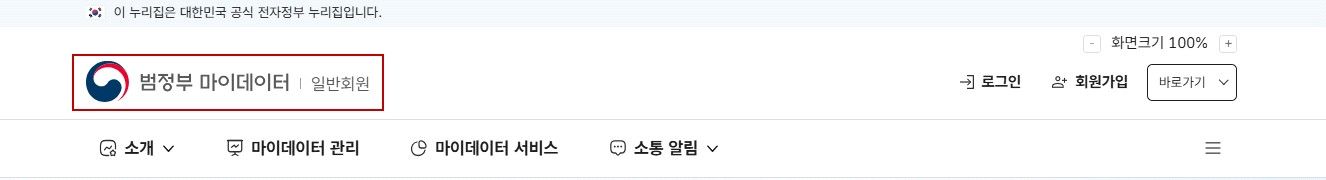 이 누리집은 대한민국 공식 전자정부 누리집입니다.
- 화면크기 100% +
범정부 마이데이터 | 일반회원
로그인 회원가입 바로가기
소개 마이데이터 관리 마이데이터 서비스 소통 알림